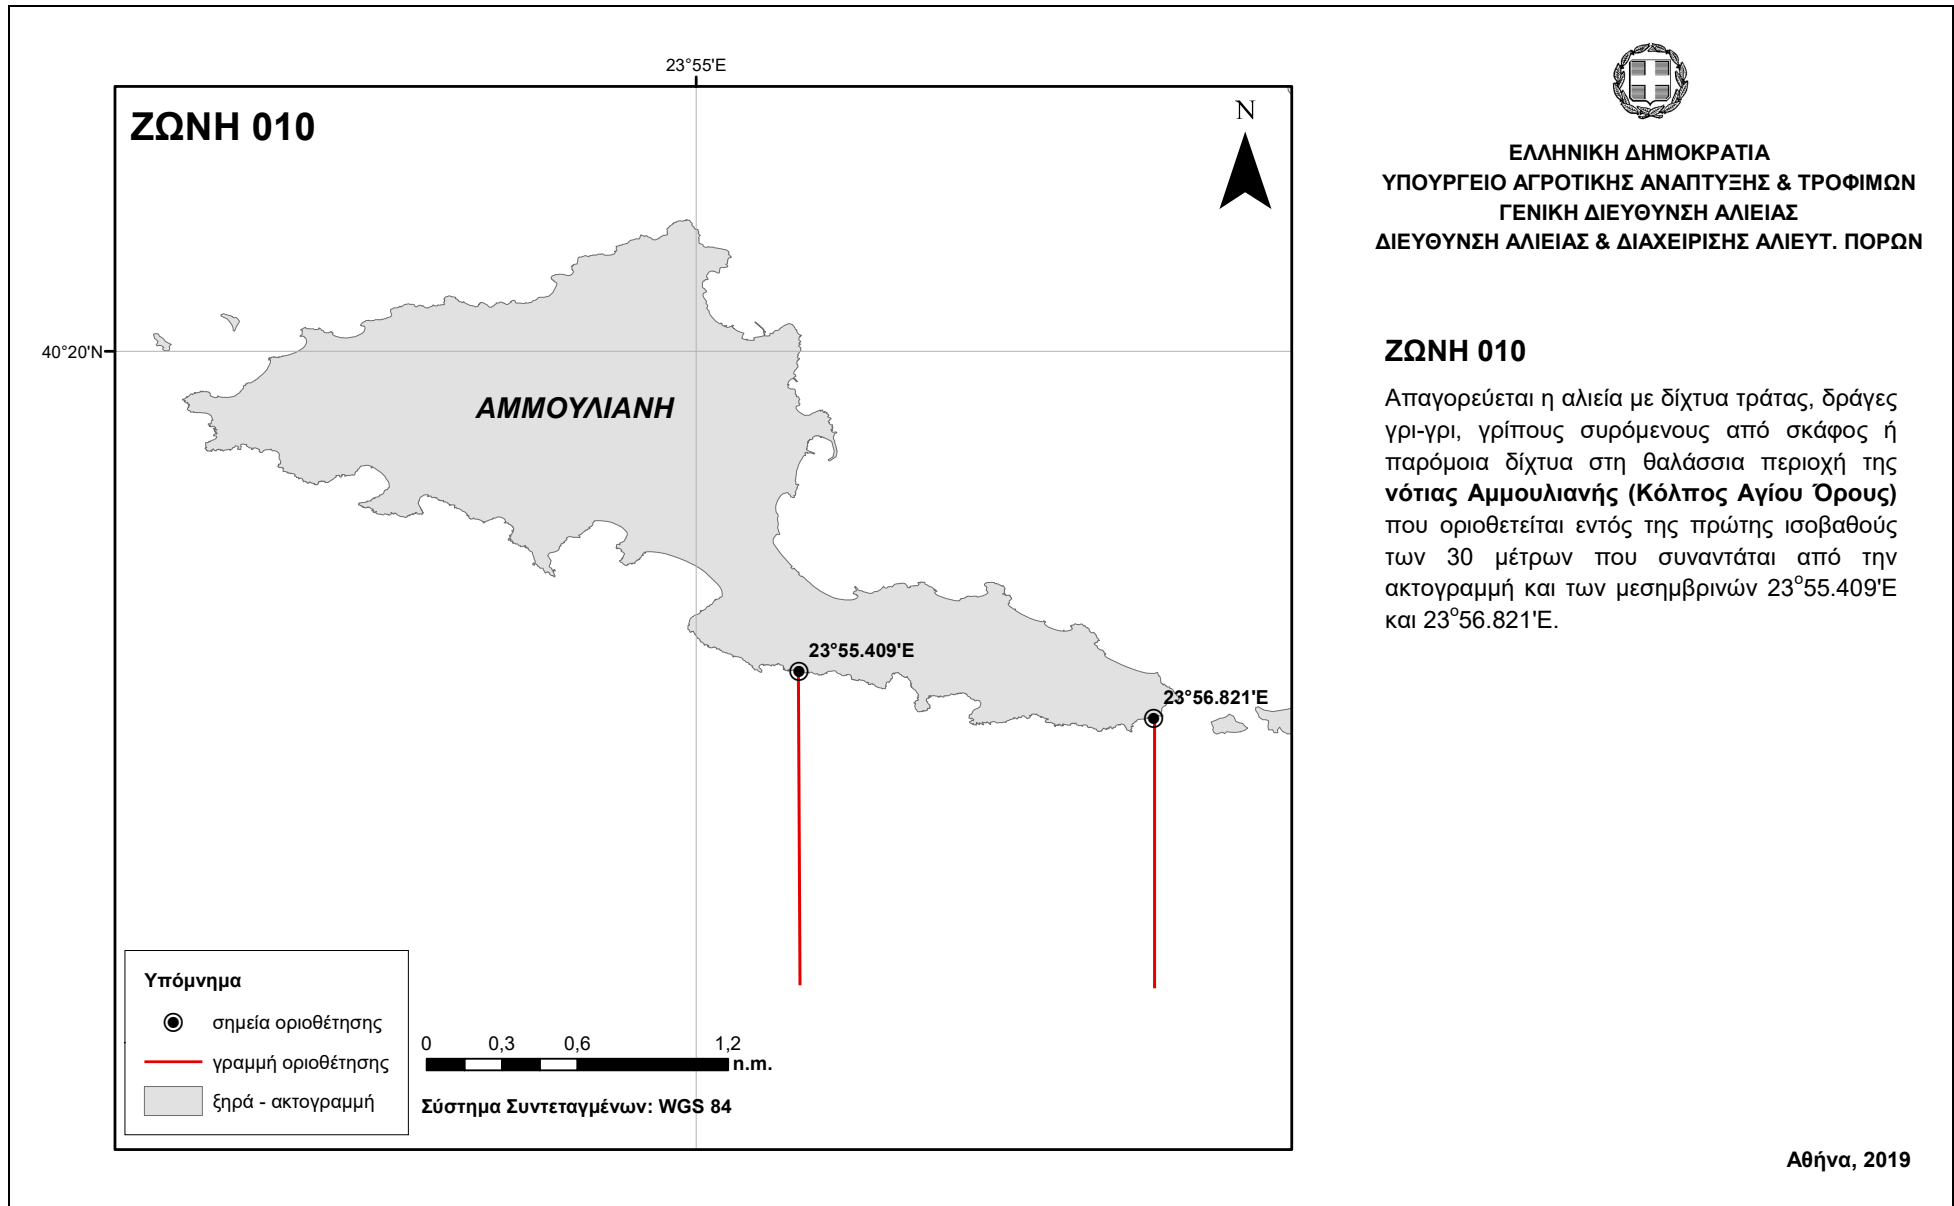 23°55'E
ΖΩΝΗ 010
N
40°20'N
ΑΜΜΟΥΛΙΑΝΗ
23°55.409'E
23°56.821'E
Υπόμνημα
σημεία οριοθέτησης
γραμμή οριοθέτησης
ξηρά - ακτογραμμή
0 0,3 0,6 1,2
n.m.
Σύστημα Συντεταγμένων: WGS 84
ΕΛΛΗΝΙΚΗ ΔΗΜΟΚΡΑΤΙΑ
ΥΠΟΥΡΓΕΙΟ ΑΓΡΟΤΙΚΗΣ ΑΝΑΠΤΥΞΗΣ & ΤΡΟΦΙΜΩΝ
ΓΕΝΙΚΗ ΔΙΕΥΘΥΝΣΗ ΑΛΙΕΙΑΣ
ΔΙΕΥΘΥΝΣΗ ΑΛΙΕΙΑΣ & ΔΙΑΧΕΙΡΙΣΗΣ ΑΛΙΕΥΤ. ΠΟΡΩΝ
ΖΩΝΗ 010
Απαγορεύεται η αλιεία με δίχτυα τράτας, δράγες
γρι-γρι, γρίπους συρόμενους από σκάφος ή
παρόμοια δίχτυα στη θαλάσσια περιοχή της
νότιας Αμμουλιανής (Κόλπος Αγίου Όρους)
που οριοθετείται εντός της πρώτης ισοβαθούς
των 30 μέτρων που συναντάται από την
ακτογραμμή και των μεσημβρινών 23°55.409'E
και 23°56.821'E.
Αθήνα, 2019